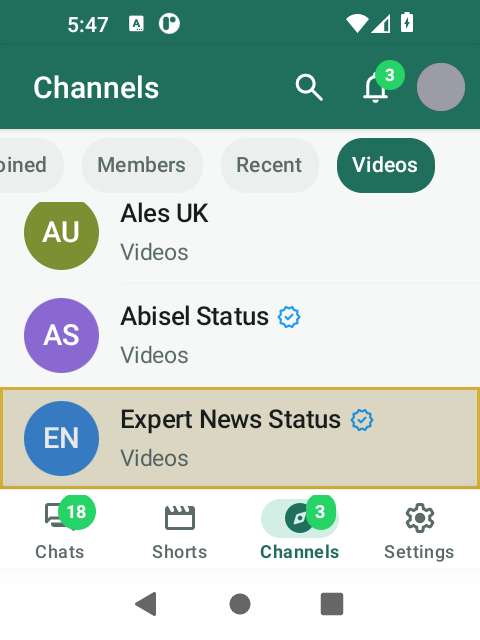 5:47 A
Channels 3
oined Members Recent Videos
AU Ales UK
Videos
AS Abisel Status
Videos
EN Expert News Status
Videos
18 3
Chats Shorts Channels Settings